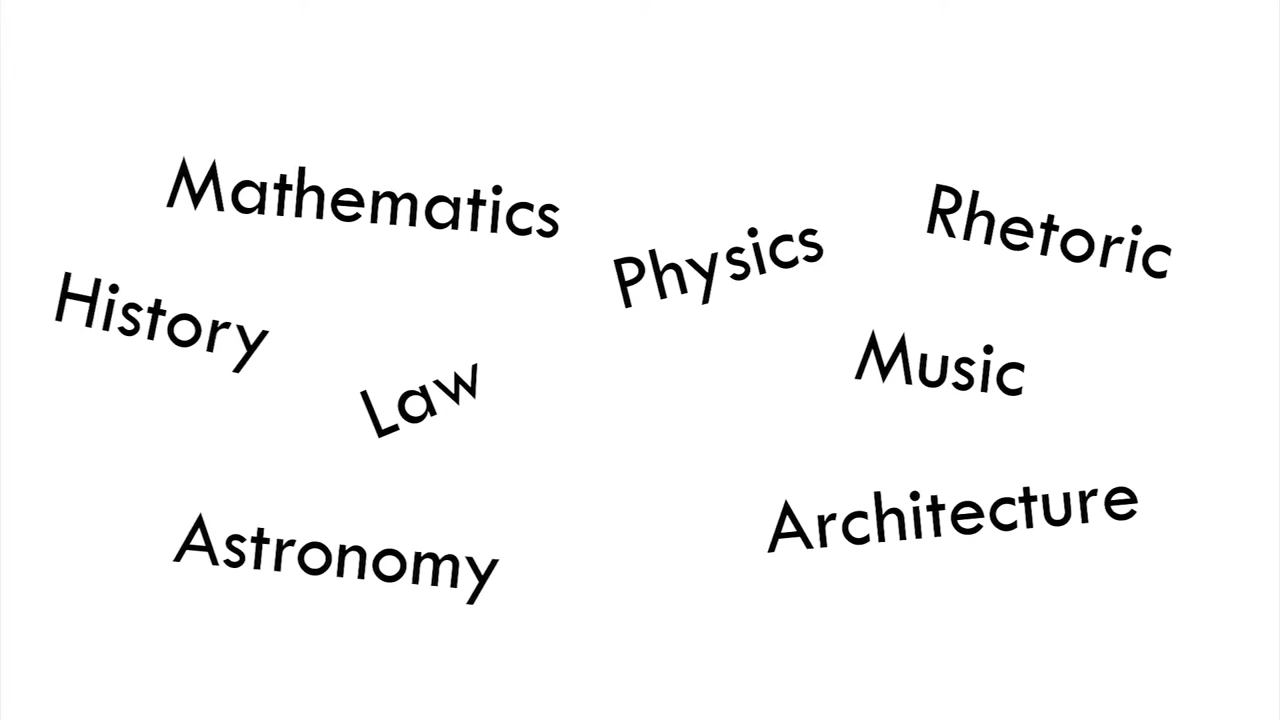 Mathematics
Rhetoric
Physics
History
Music
Law
Architecture
Astronomy